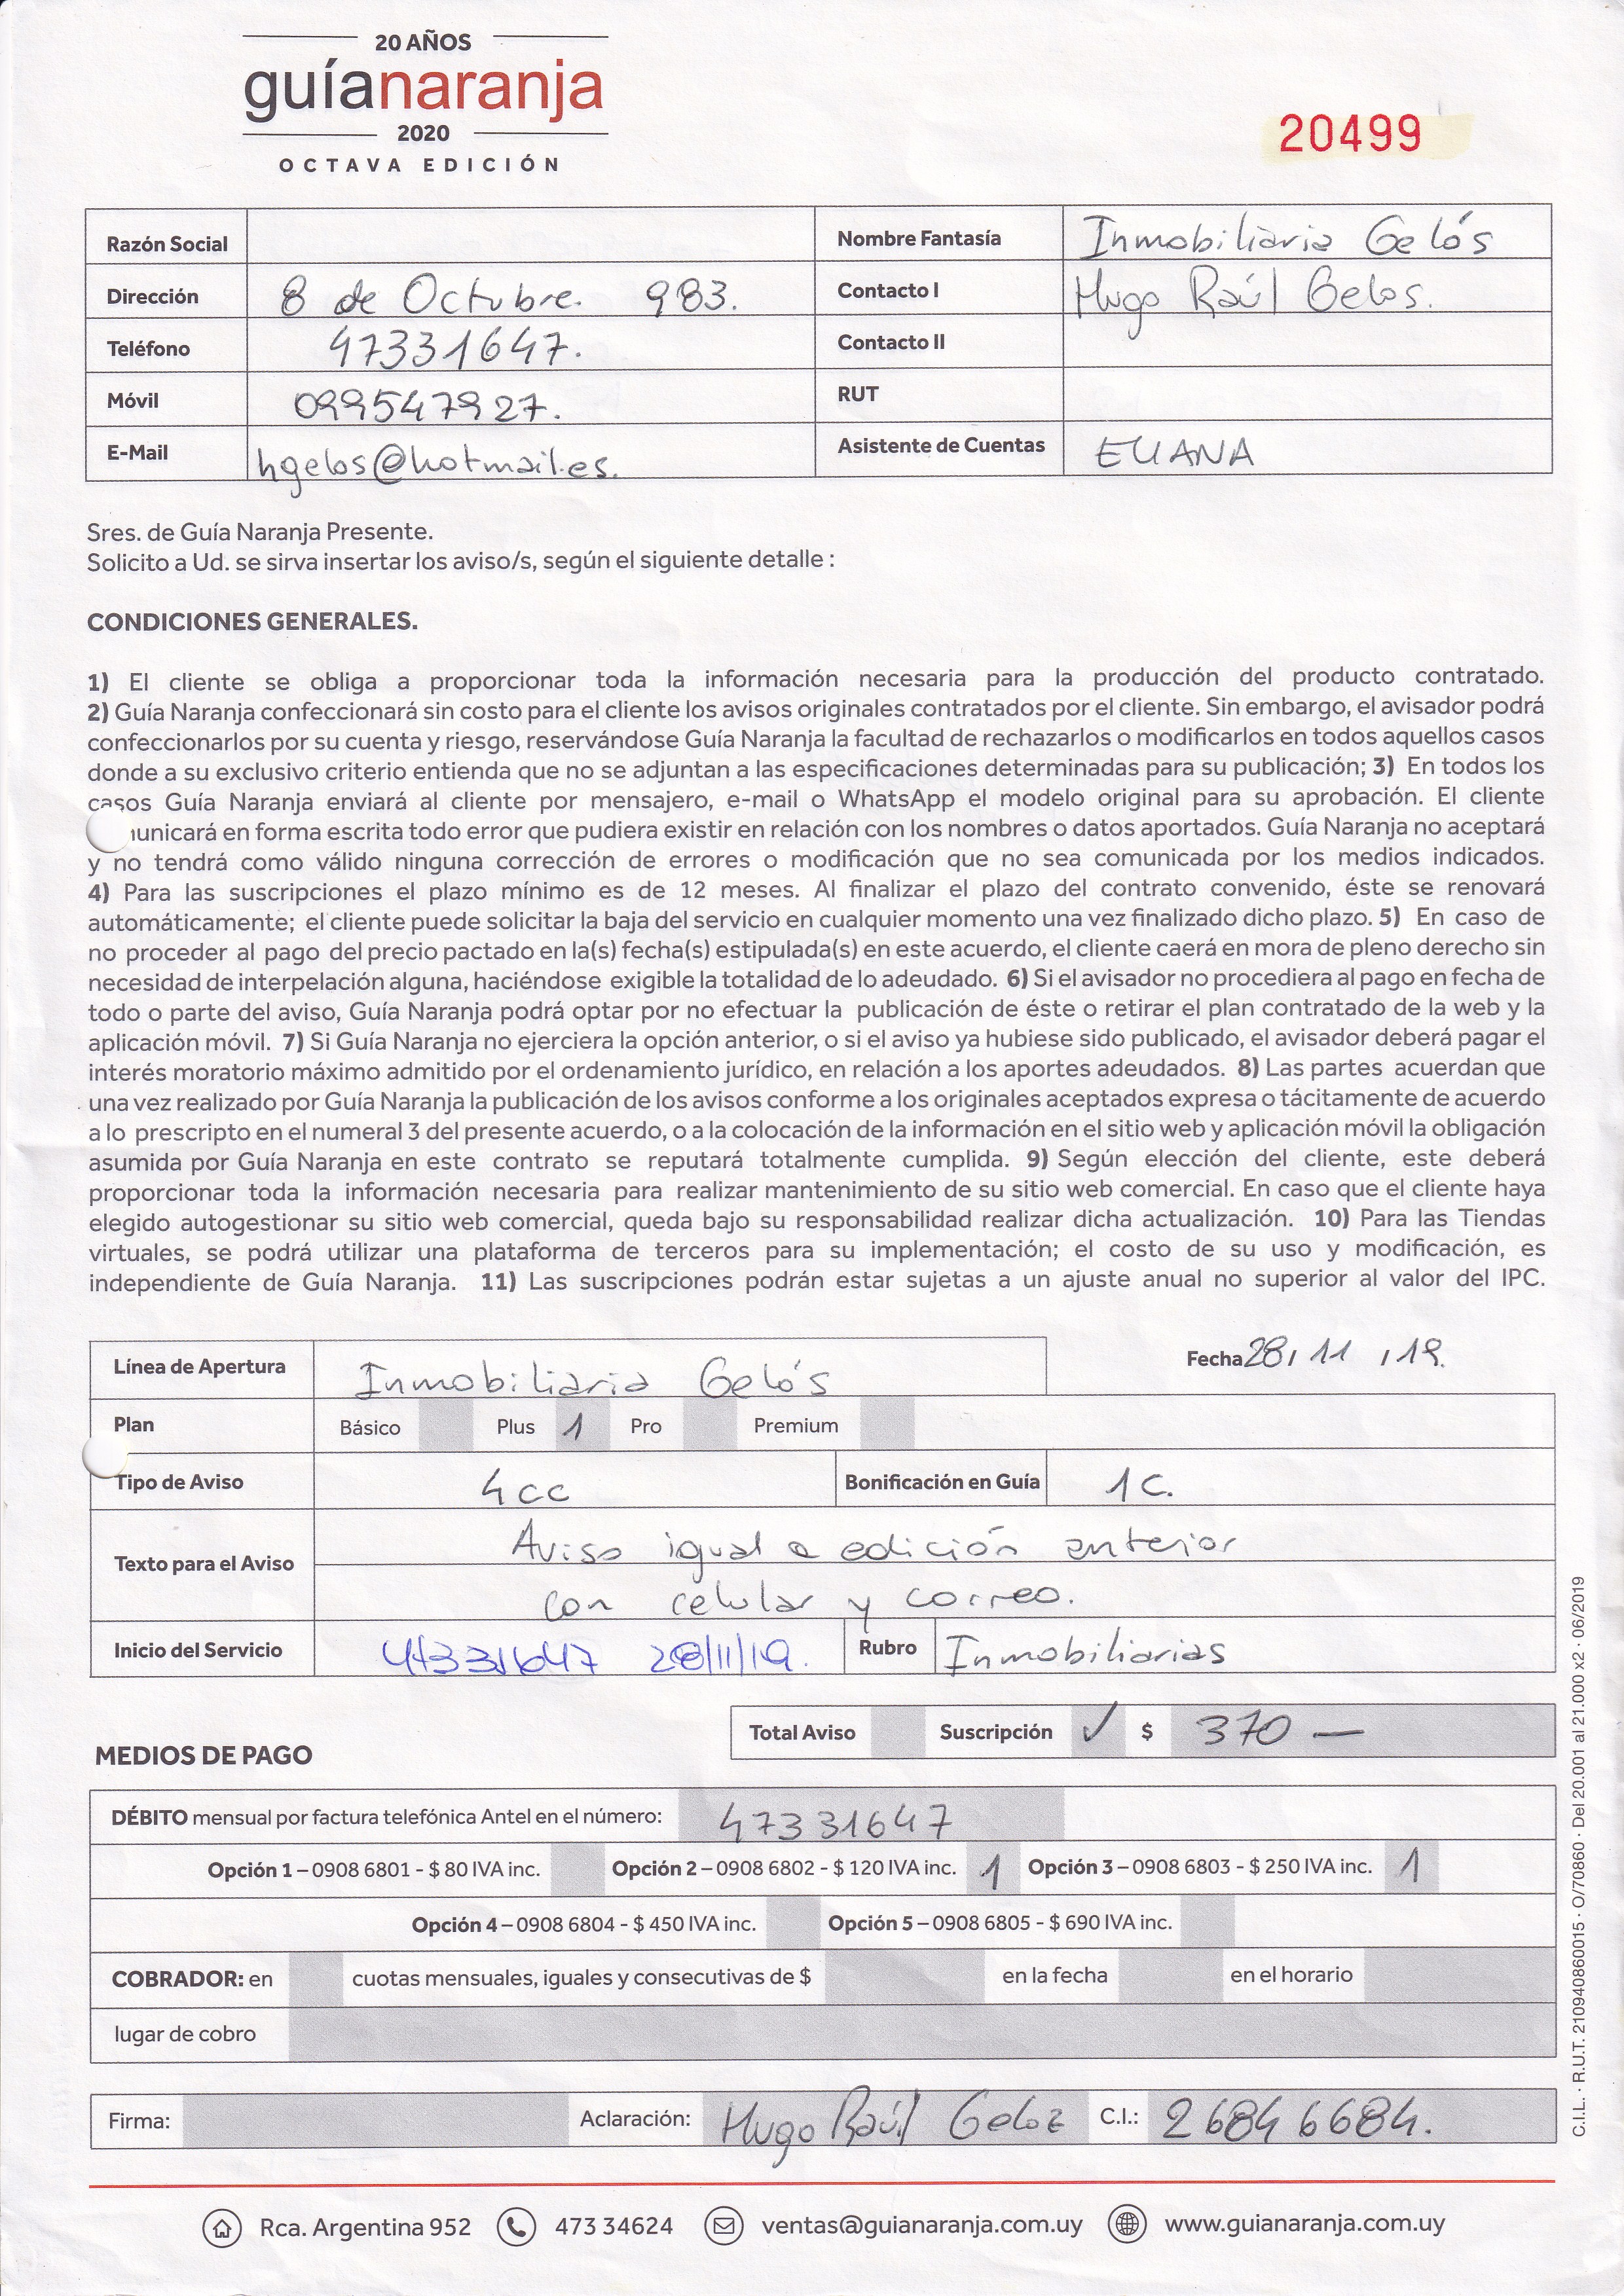 20 AÑOS
guíanaranja
2020
OCTAVA EDICIÓN
20499
Razón Social
Nombre Fantasía Inmobiliaria Gelós
Dirección 8 de Octubre. 983.
Contacto I Hugo Raúl Gelos.
Teléfono 47331647.
Contacto II
Móvil 099547927.
RUT
E-Mail hgelos@hotmail.es.
Asistente de Cuentas ELIANA
Sres. de Guía Naranja Presente.
Solicito a Ud. se sirva insertar los aviso/s, según el siguiente detalle :
CONDICIONES GENERALES.
1) El cliente se obliga a proporcionar toda la información necesaria para la producción del producto contratado.
2) Guía Naranja confeccionará sin costo para el cliente los avisos originales contratados por el cliente. Sin embargo, el avisador podrá
confeccionarlos por su cuenta y riesgo, reservándose Guía Naranja la facultad de rechazarlos o modificarlos en todos aquellos casos
donde a su exclusivo criterio entienda que no se adjuntan a las especificaciones determinadas para su publicación; 3) En todos los
casos Guía Naranja enviará al cliente por mensajero, e-mail o WhatsApp el modelo original para su aprobación. El cliente
unicará en forma escrita todo error que pudiera existir en relación con los nombres o datos aportados. Guía Naranja no aceptará
y no tendrá como válido ninguna corrección de errores o modificación que no sea comunicada por los medios indicados.
4) Para las suscripciones el plazo mínimo es de 12 meses. Al finalizar el plazo del contrato convenido, éste se renovará
automáticamente; el cliente puede solicitar la baja del servicio en cualquier momento una vez finalizado dicho plazo. 5) En caso de
no proceder al pago del precio pactado en la(s) fecha(s) estipulada(s) en este acuerdo, el cliente caerá en mora de pleno derecho sin
necesidad de interpelación alguna, haciéndose exigible la totalidad de lo adeudado. 6) Si el avisador no procediera al pago en fecha de
todo o parte del aviso, Guía Naranja podrá optar por no efectuar la publicación de éste o retirar el plan contratado de la web y la
aplicación móvil. 7) Si Guía Naranja no ejerciera la opción anterior, o si el aviso ya hubiese sido publicado, el avisador deberá pagar el
interés moratorio máximo admitido por el ordenamiento jurídico, en relación a los aportes adeudados. 8) Las partes acuerdan que
una vez realizado por Guía Naranja la publicación de los avisos conforme a los originales aceptados expresa o tácitamente de acuerdo
a lo prescripto en el numeral 3 del presente acuerdo, o a la colocación de la información en el sitio web y aplicación móvil la obligación
asumida por Guía Naranja en este contrato se reputará totalmente cumplida. 9) Según elección del cliente, este deberá
proporcionar toda la información necesaria para realizar mantenimiento de su sitio web comercial. En caso que el cliente haya
elegido autogestionar su sitio web comercial, queda bajo su responsabilidad realizar dicha actualización. 10) Para las Tiendas
virtuales, se podrá utilizar una plataforma de terceros para su implementación; el costo de su uso y modificación, es
independiente de Guía Naranja. 11) Las suscripciones podrán estar sujetas a un ajuste anual no superior al valor del IPC.
Línea de Apertura Inmobiliaria Gelós
Fecha 28/ 11 /19.
Plan Básico Plus 1 Pro Premium
Tipo de Aviso 4cc Bonificación en Guía 1C.
Texto para el Aviso Aviso igual a edición anterior
con celular y correo.
Inicio del Servicio 47331647 28/11/19. Rubro Inmobiliarias
Total Aviso Suscripción ✓ $ 370 —
MEDIOS DE PAGO
DÉBITO mensual por factura telefónica Antel en el número: 47331647
Opción 1 – 0908 6801 - $ 80 IVA inc. Opción 2 – 0908 6802 - $ 120 IVA inc. 1 Opción 3 – 0908 6803 - $ 250 IVA inc. 1
Opción 4 – 0908 6804 - $ 450 IVA inc. Opción 5 – 0908 6805 - $ 690 IVA inc.
COBRADOR: en cuotas mensuales, iguales y consecutivas de $ en la fecha en el horario
lugar de cobro
Firma: Aclaración: Hugo Raúl Geloz C.I.: 26846684.
C.I.L. · R.U.T. 210940860015 · O/70860 · Del 20.001 al 21.000 x2 · 06/2019
Rca. Argentina 952 473 34624 ventas@guianaranja.com.uy www.guianaranja.com.uy